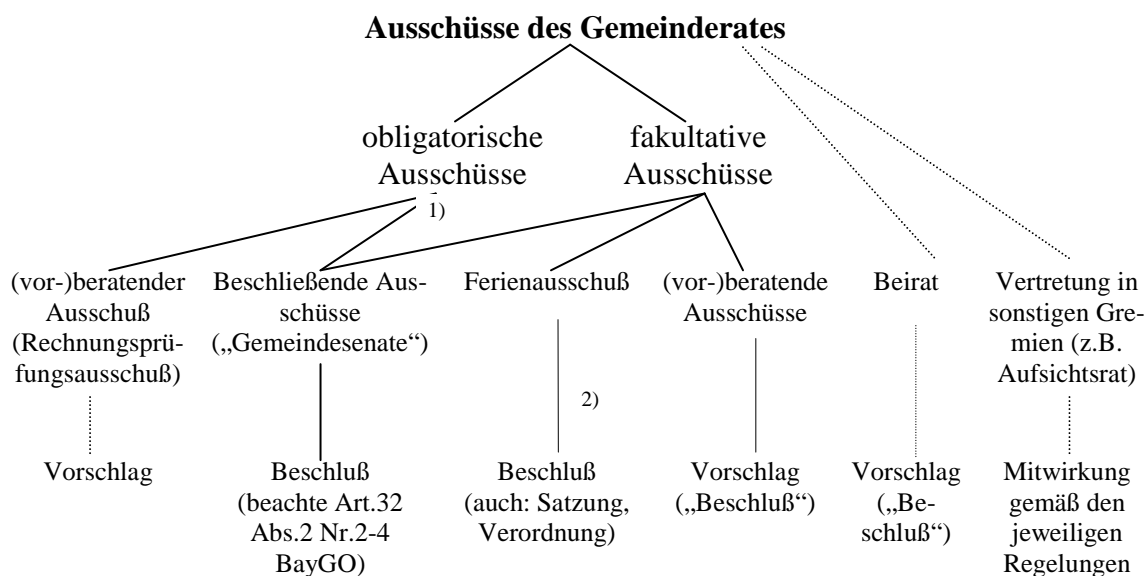 Ausschüsse des Gemeinderates
obligatorische
Ausschüsse
fakultative
Ausschüsse
1)
(vor-)beratender
Ausschuß
(Rechnungsprü-
fungsausschuß)
Beschließende Aus-
schüsse
(„Gemeindesenate“)
Ferienausschuß
(vor-)beratende
Ausschüsse
Beirat
Vertretung in
sonstigen Gre-
mien (z.B.
Aufsichtsrat)
2)
Vorschlag
Beschluß
(beachte Art.32
Abs.2 Nr.2-4
BayGO)
Beschluß
(auch: Satzung,
Verordnung)
Vorschlag
(„Beschluß“)
Vorschlag
(„Be-
schluß“)
Mitwirkung
gemäß den
jeweiligen
Regelungen